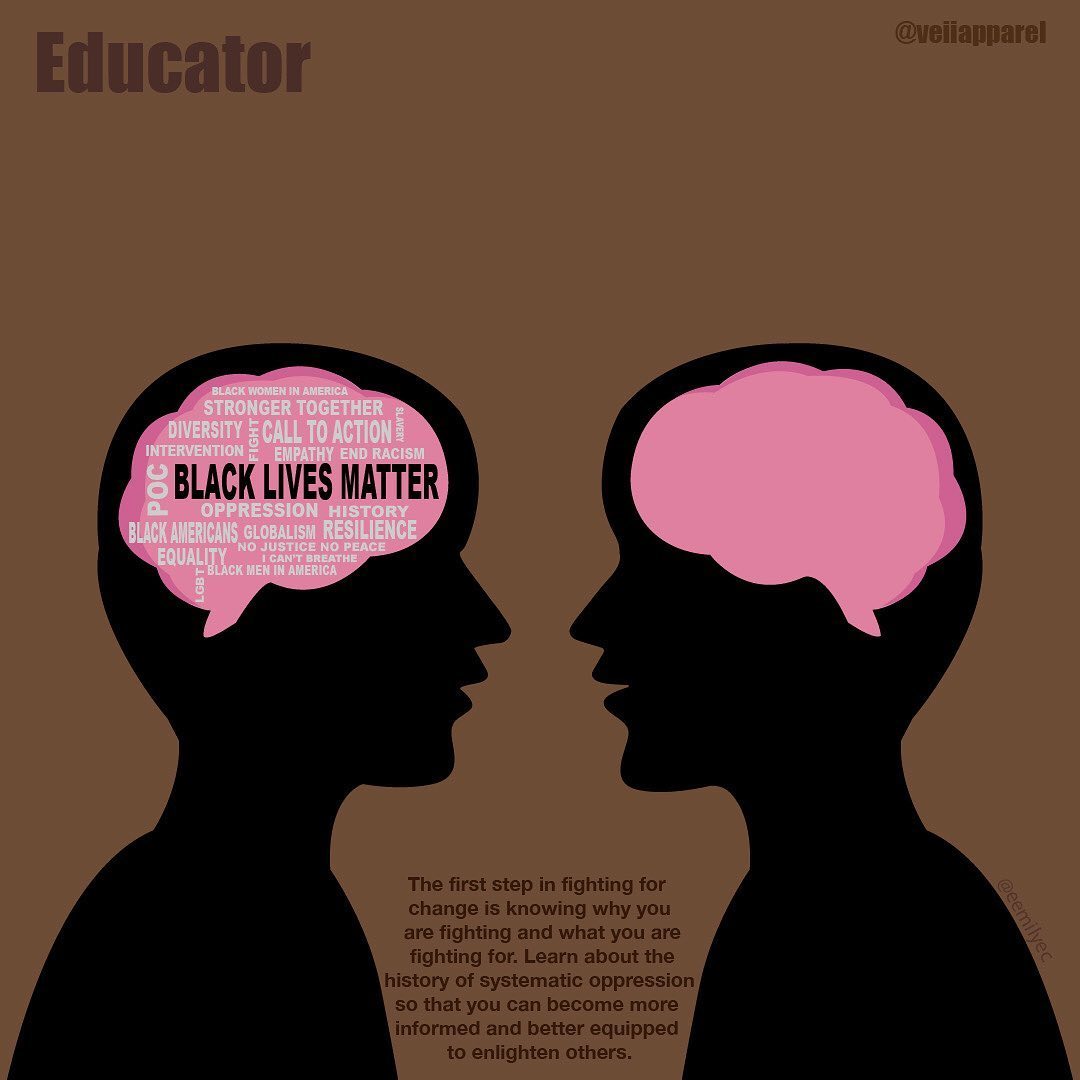 Educator
@veiiapparel
BLACK WOMEN IN AMERICA
STRONGER TOGETHER
SLAVERY
DIVERSITY
FIGHT
CALL TO ACTION
INTERVENTION
EMPATHY
END RACISM
POC
BLACK LIVES MATTER
OPPRESSION
HISTORY
BLACK AMERICANS
GLOBALISM
RESILIENCE
NO JUSTICE NO PEACE
EQUALITY
I CAN'T BREATHE
LGBT
BLACK MEN IN AMERICA
The first step in fighting for
change is knowing why you
are fighting and what you are
fighting for. Learn about the
history of systematic oppression
so that you can become more
informed and better equipped
to enlighten others.
@eemilyec